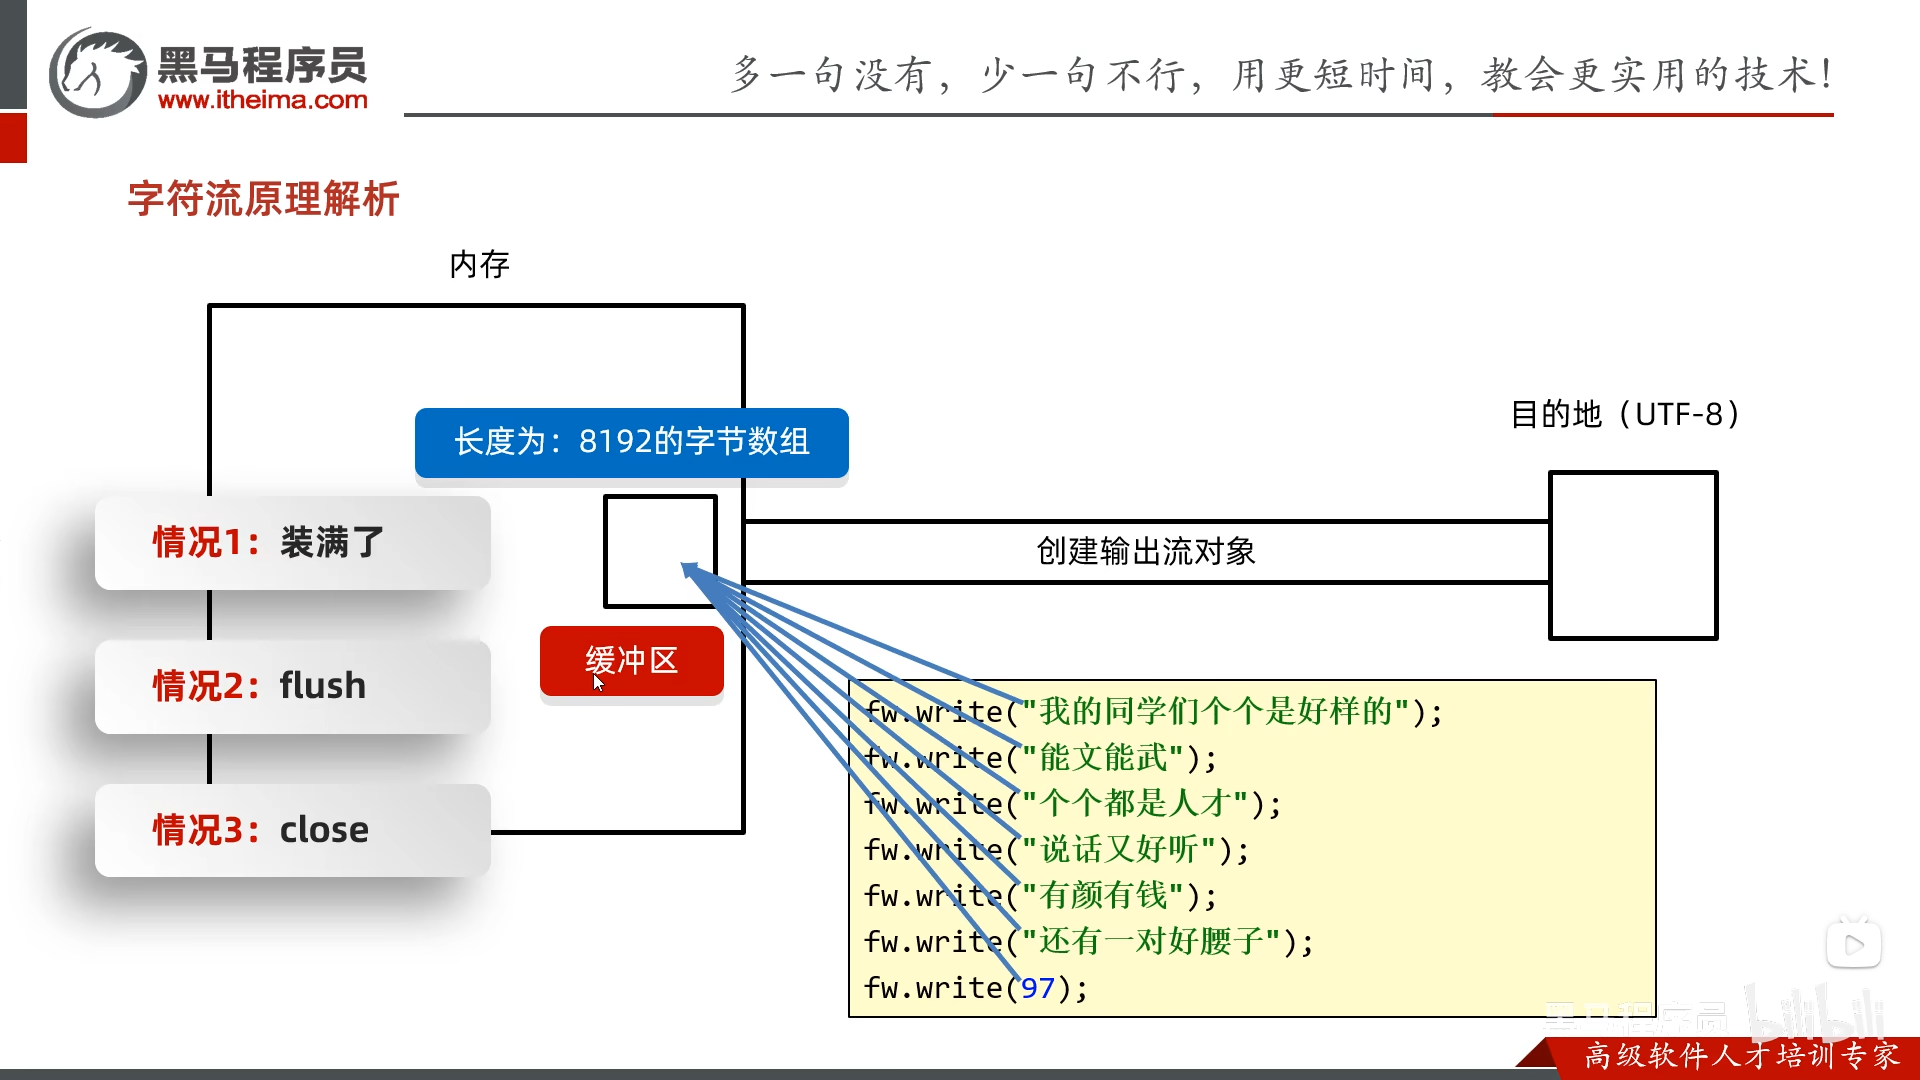 黑马程序员
www.itheima.com
多一句没有，少一句不行，用更短时间，教会更实用的技术！
字符流原理解析
内存
长度为：8192的字节数组
目的地（UTF-8）
情况1：装满了
创建输出流对象
缓冲区
情况2：flush
情况3：close
fw.write("我的同学们个个是好样的");
fw.write("能文能武");
fw.write("个个都是人才");
fw.write("说话又好听");
fw.write("有颜有钱");
fw.write("还有一对好腰子");
fw.write(97);
黑马程序员 bilibili
高级软件人才培训专家